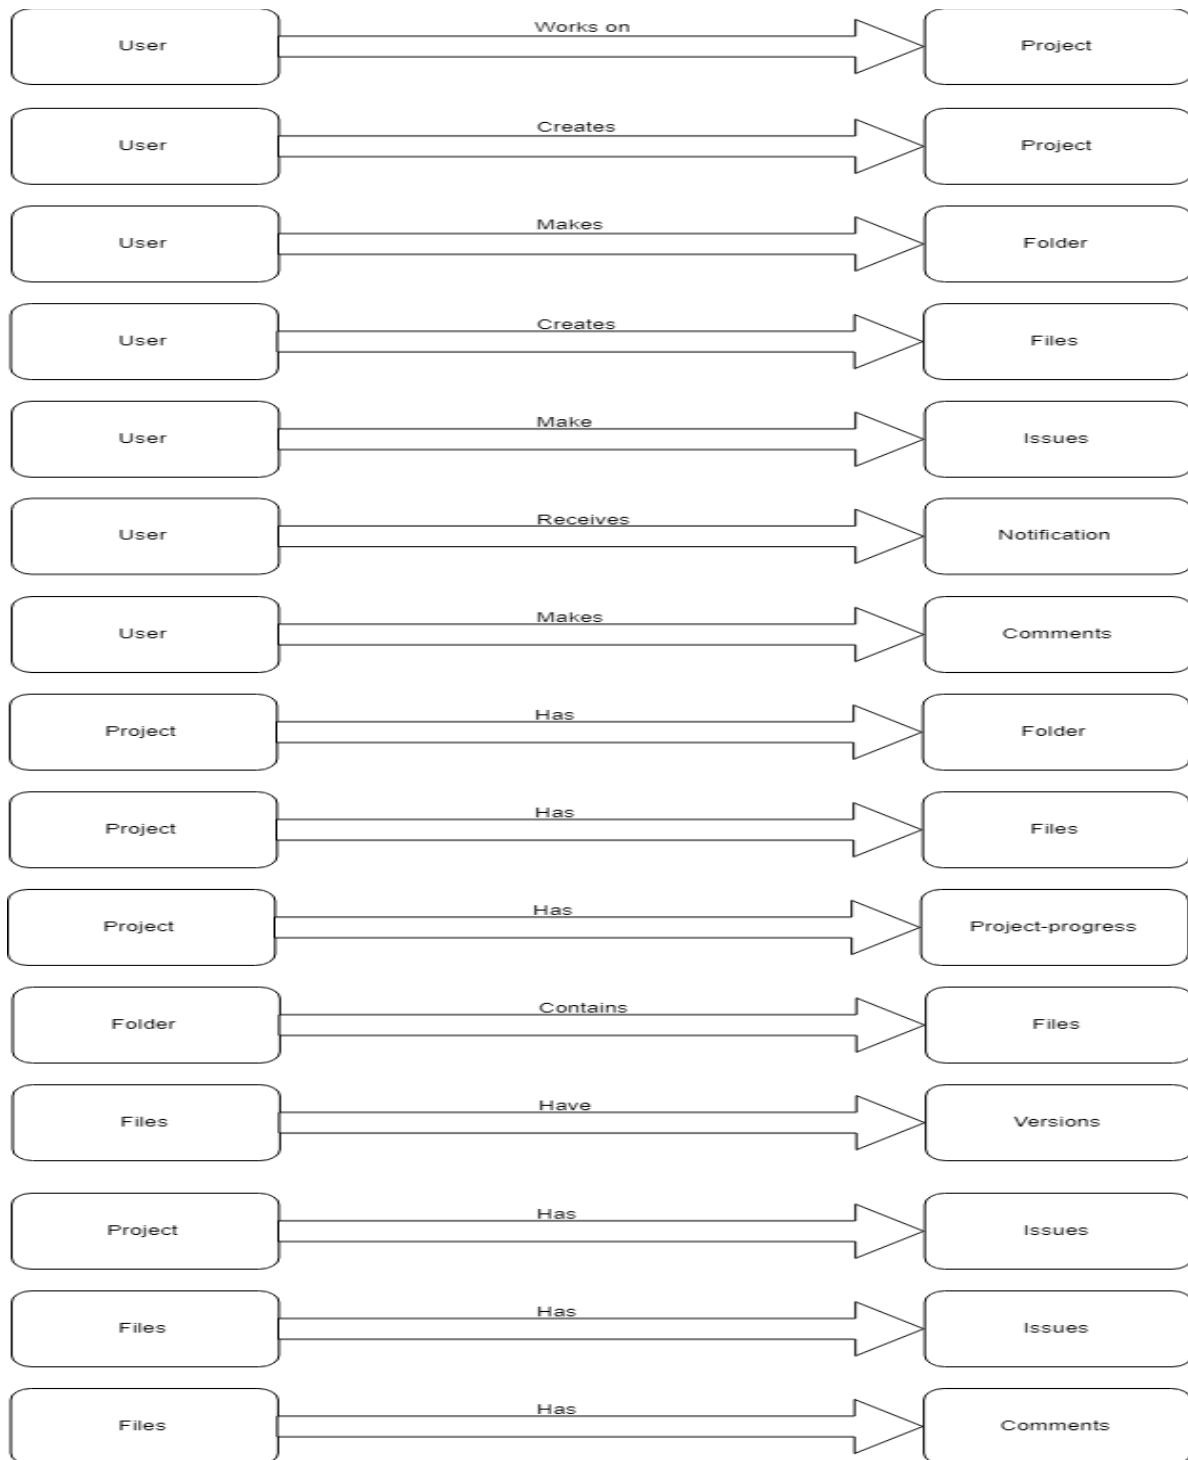 User Works on Project
User Creates Project
User Makes Folder
User Creates Files
User Make Issues
User Receives Notification
User Makes Comments
Project Has Folder
Project Has Files
Project Has Project-progress
Folder Contains Files
Files Have Versions
Project Has Issues
Files Has Issues
Files Has Comments